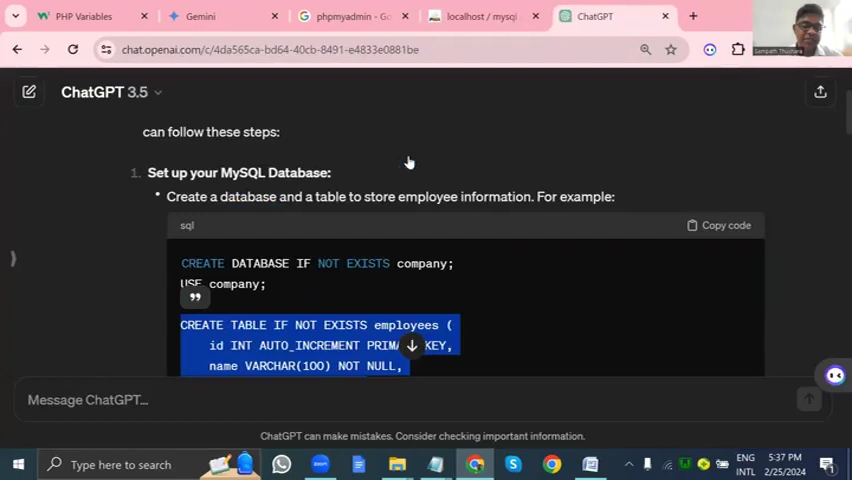 PHP Variables
Gemini
phpmyadmin - Go
localhost / mysql
ChatGPT
chat.openai.com/c/4da565ca-bd64-40cb-8491-e4833e0881be
Sampath Thuchara
ChatGPT 3.5
can follow these steps:
1. Set up your MySQL Database:
• Create a database and a table to store employee information. For example:
sql
Copy code
CREATE DATABASE IF NOT EXISTS company;
USE company;
CREATE TABLE IF NOT EXISTS employees (
id INT AUTO_INCREMENT PRIMA KEY,
name VARCHAR(100) NOT NULL,
Message ChatGPT...
ChatGPT can make mistakes. Consider checking important information.
Type here to search
ENG
INTL
5:37 PM
2/25/2024